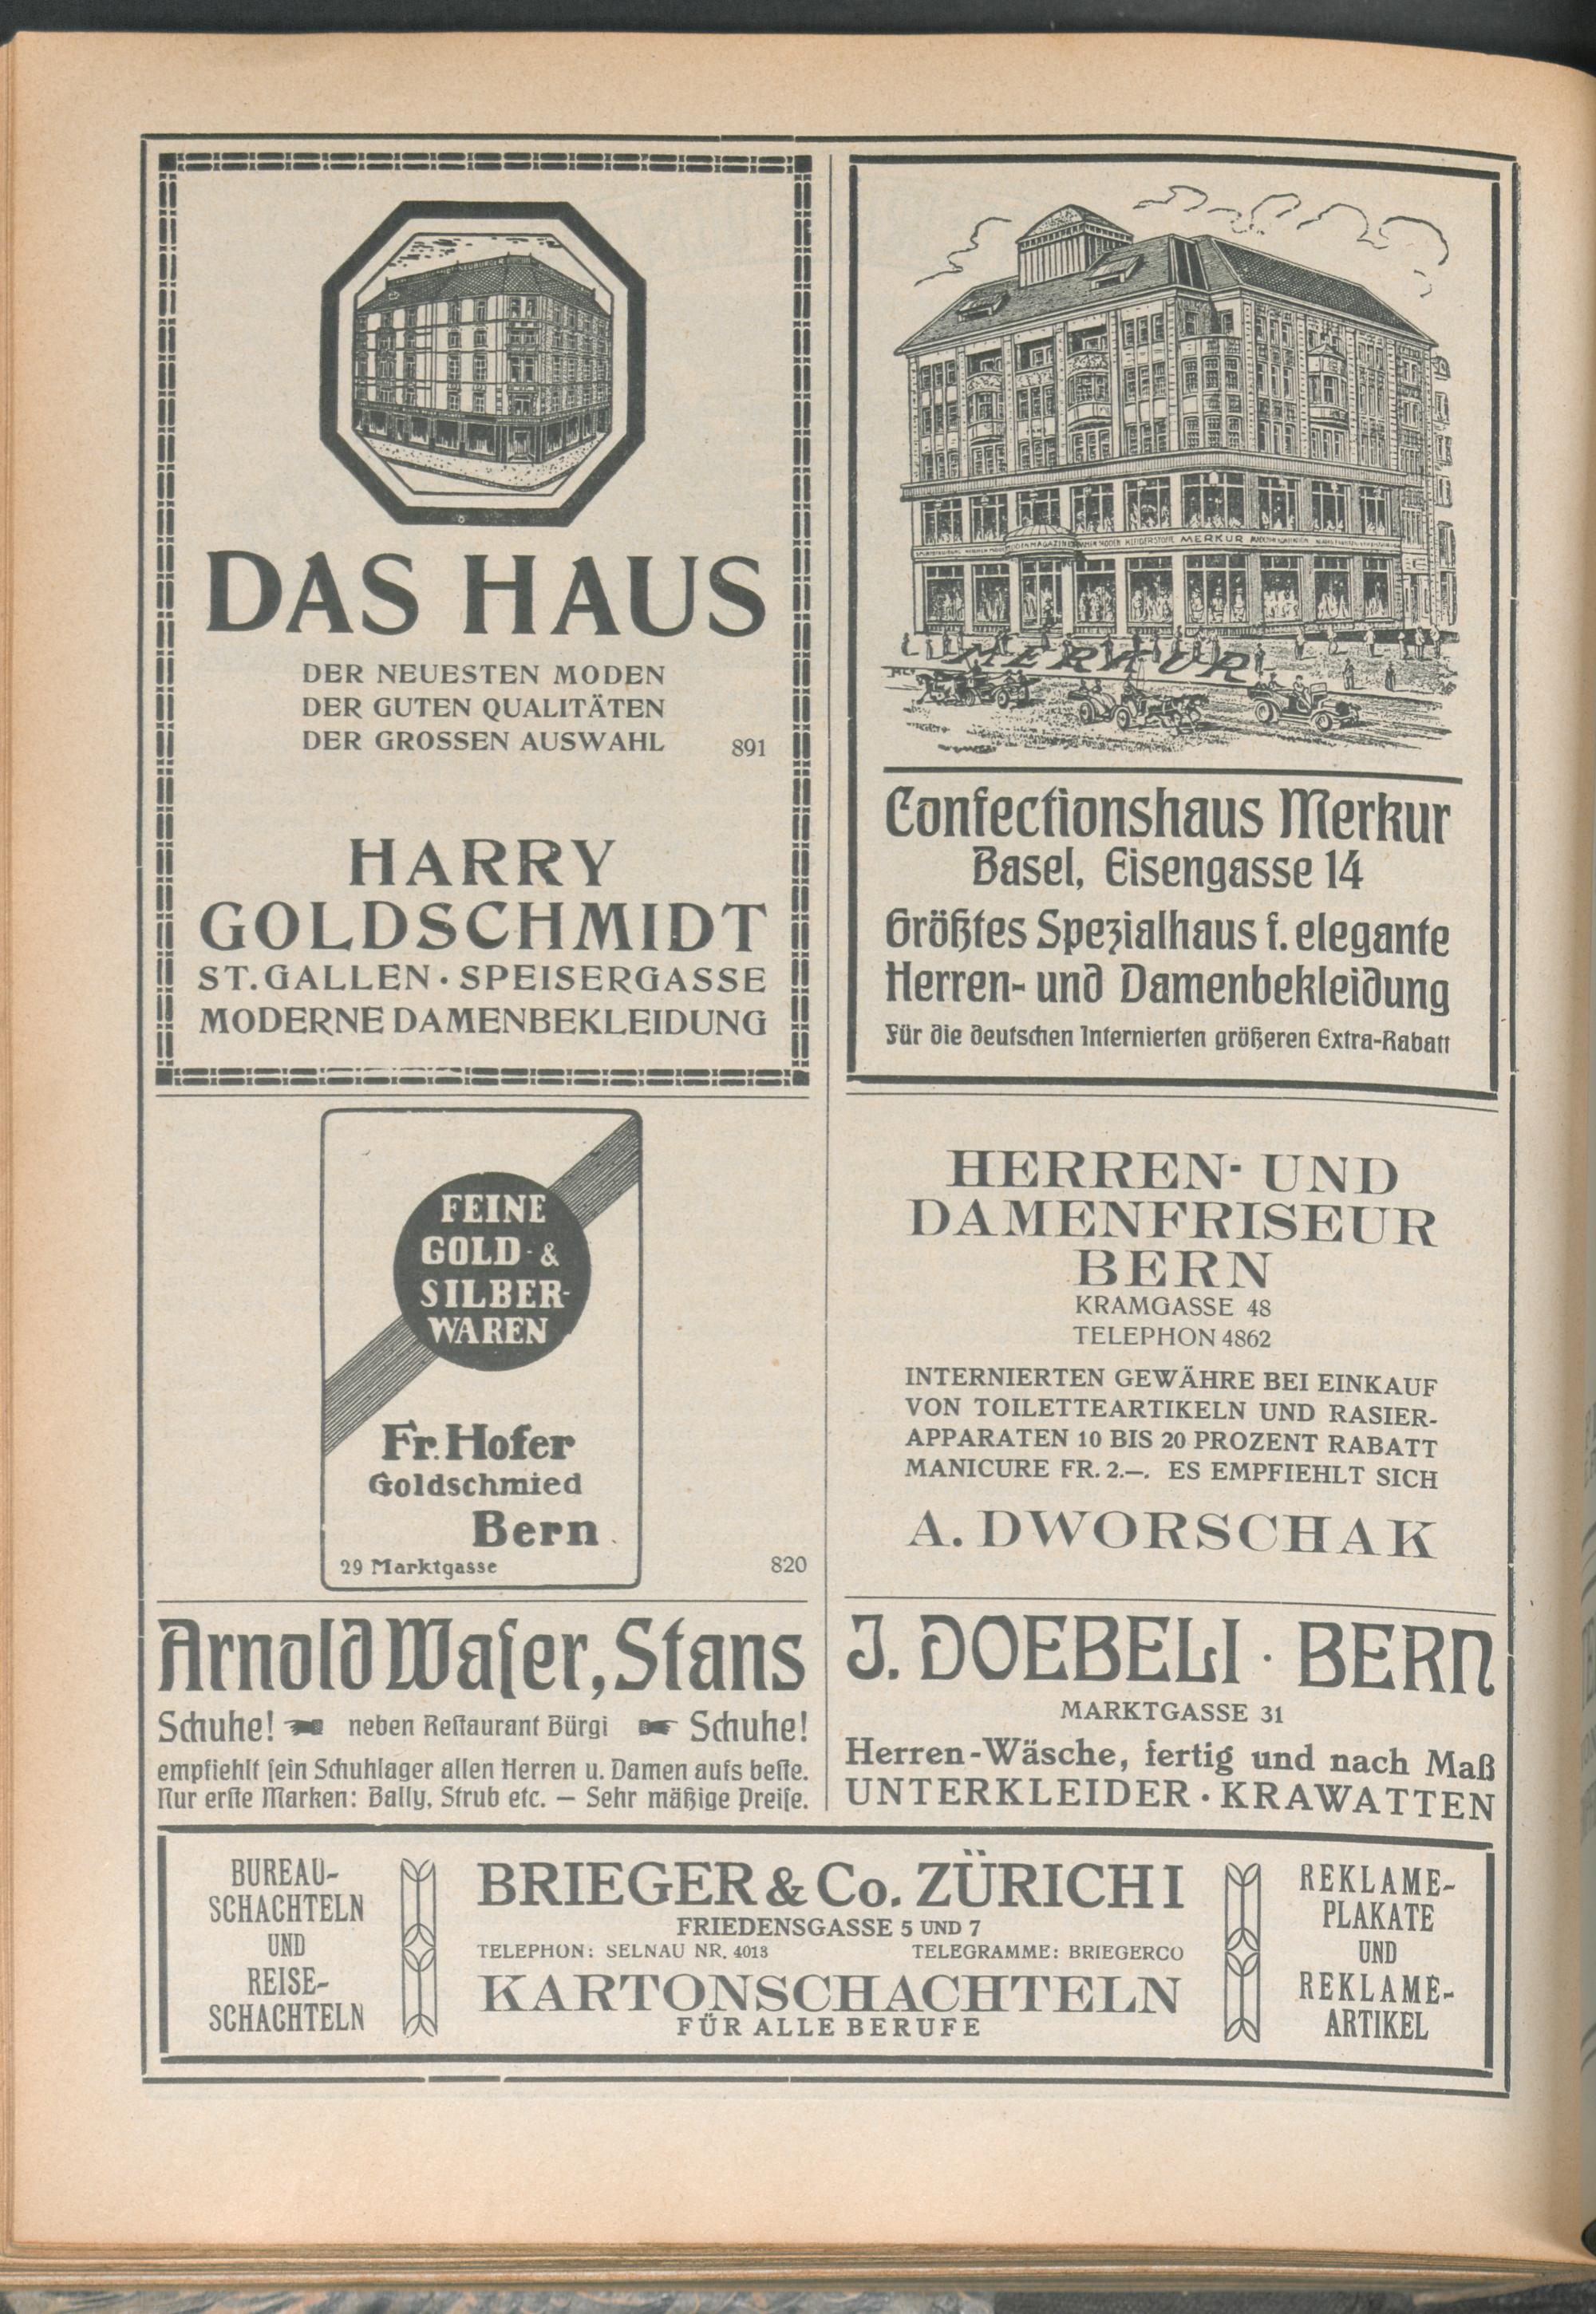 DAS HAUS
DER NEUESTEN MODEN
DER GUTEN QUALITÄTEN
DER GROSSEN AUSWAHL 891
HARRY
GOLDSCHMIDT
ST. GALLEN · SPEISERGASSE
MODERNE DAMENBEKLEIDUNG
MERKUR
MERKUR
Confectionshaus Merkur
Basel, Eisengasse 14
Größtes Spezialhaus f. elegante
Herren- und Damenbekleidung
Für die deutschen Internierten größeren Extra-Rabatt
FEINE
GOLD- &
SILBER-
WAREN
Fr. Hofer
Goldschmied
Bern
29 Marktgasse
820
HERREN- UND
DAMENFRISEUR
BERN
KRAMGASSE 48
TELEPHON 4862
INTERNIERTEN GEWÄHRE BEI EINKAUF
VON TOILETTEARTIKELN UND RASIER-
APPARATEN 10 BIS 20 PROZENT RABATT
MANICURE FR. 2.—. ES EMPFIEHLT SICH
A. DWORSCHAK
Arnold Waſer, Stans
Schuhe! neben Reſtaurant Bürgi Schuhe!
empfiehlt ſein Schuhlager allen Herren u. Damen aufs beſte.
Nur erſte Marken: Bally, Strub etc. — Sehr mäßige Preiſe.
J. DOEBELI · BERN
MARKTGASSE 31
Herren-Wäsche, fertig und nach Maß
UNTERKLEIDER · KRAWATTEN
BUREAU-
SCHACHTELN
UND
REISE-
SCHACHTELN
BRIEGER & Co. ZÜRICH I
FRIEDENSGASSE 5 UND 7
TELEPHON: SELNAU NR. 4013 TELEGRAMME: BRIEGERCO
KARTONSCHACHTELN
FÜR ALLE BERUFE
REKLAME-
PLAKATE
UND
REKLAME-
ARTIKEL